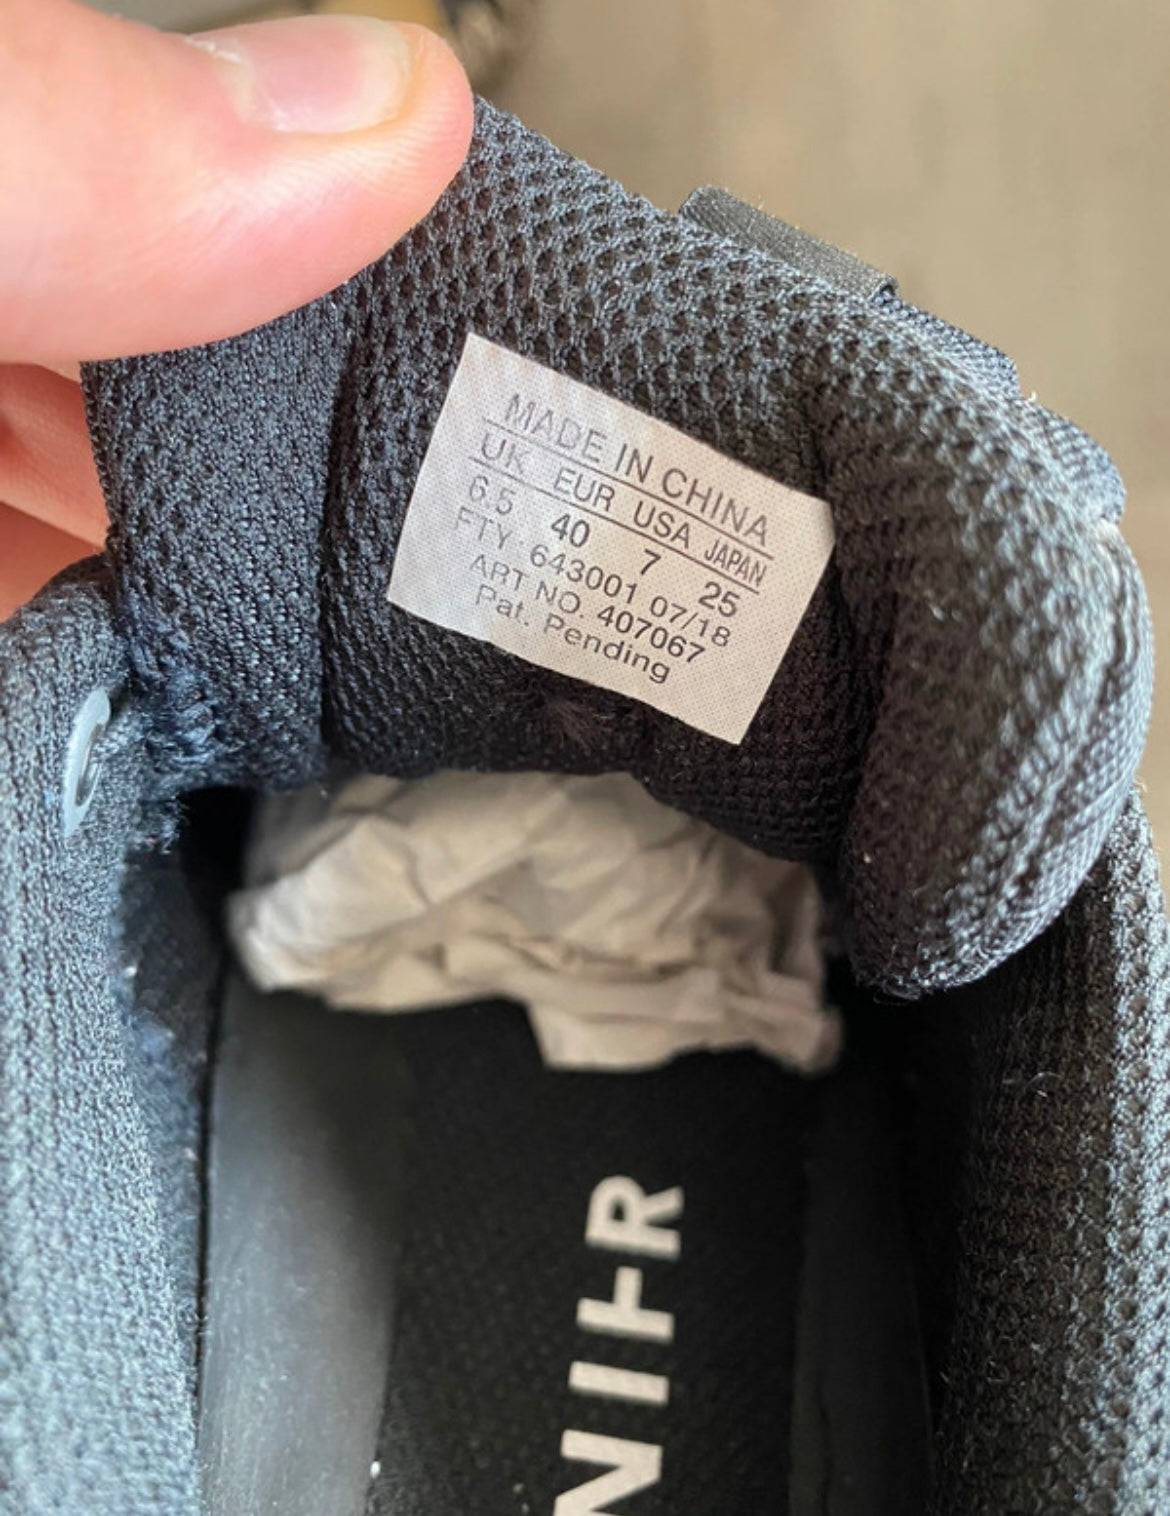 MADE IN CHINA
UK EUR USA JAPAN
6.5 40 7 25
FTY. 643001 07/18
ART NO. 407067
Pat. Pending